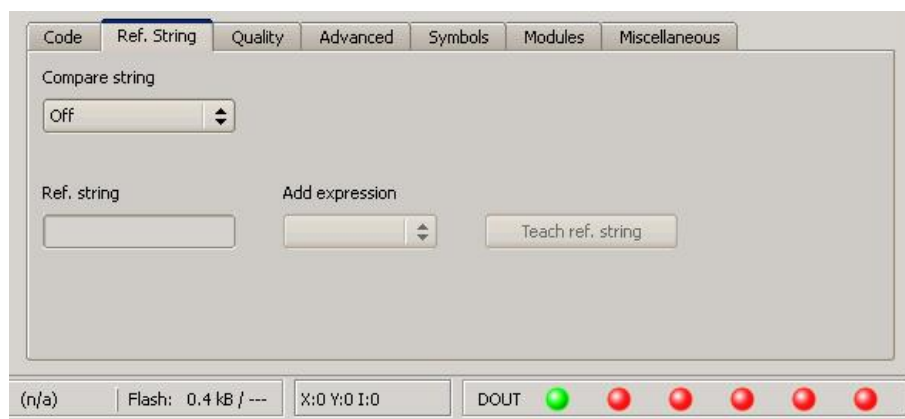 Code Ref. String Quality Advanced Symbols Modules Miscellaneous
Compare string
Off
Ref. string Add expression
Teach ref. string
(n/a) Flash: 0.4 kB / --- X:0 Y:0 I:0 DOUT